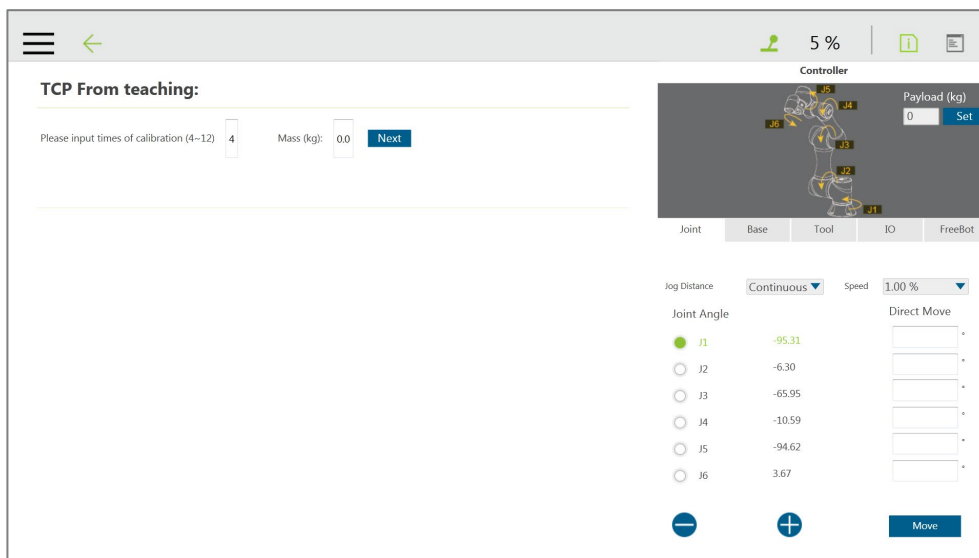 5 %
TCP From teaching:
Please input times of calibration (4~12) 4 Mass (kg): 0.0 Next
Controller
J5
J4
J6
J3
J2
J1
Payload (kg)
0 Set
Joint Base Tool IO FreeBot
Jog Distance Continuous Speed 1.00 %
Joint Angle Direct Move
J1 -95.31 °
J2 -6.30 °
J3 -65.95 °
J4 -10.59 °
J5 -94.62 °
J6 3.67 °
Move